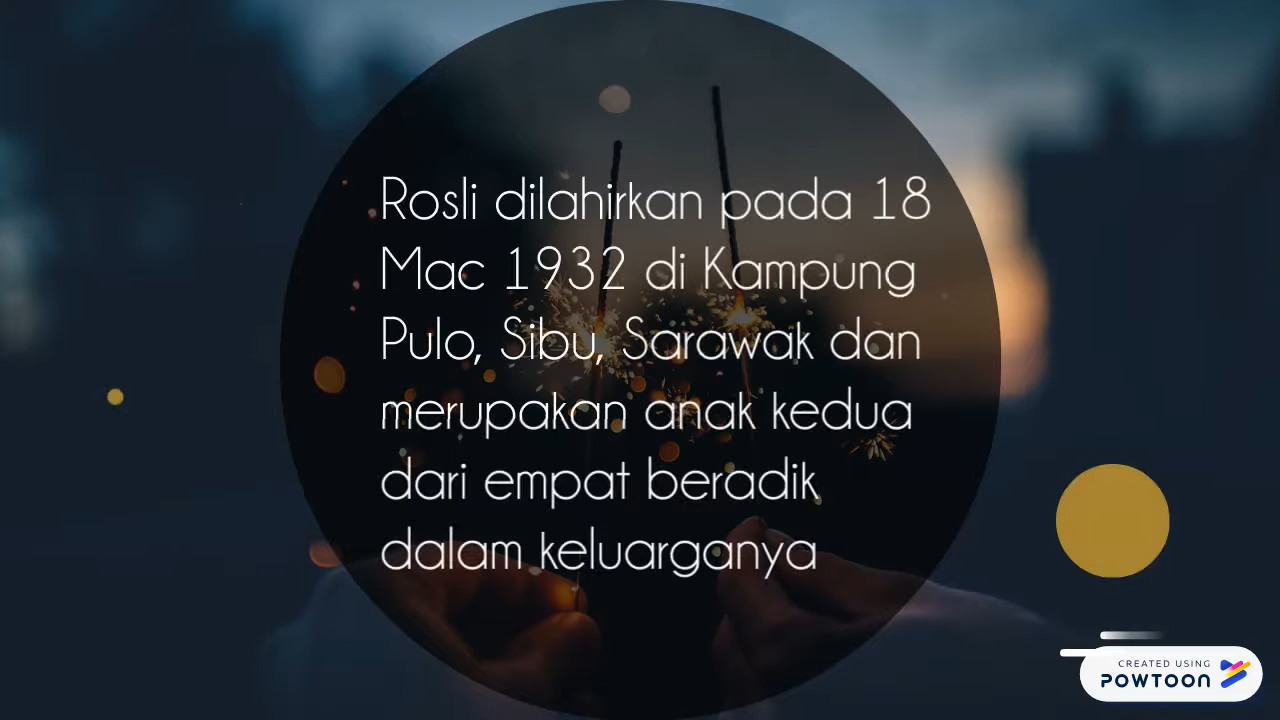 Rosli dilahirkan pada 18
Mac 1932 di Kampung
Pulo, Sibu, Sarawak dan
merupakan anak kedua
dari empat beradik
dalam keluarganya
CREATED USING
POWTOON